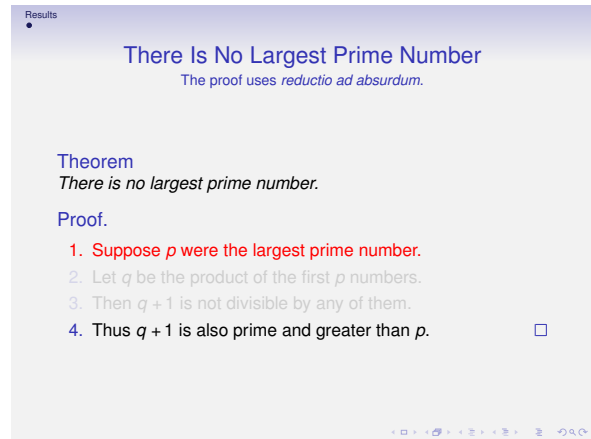 Results
There Is No Largest Prime Number
The proof uses reductio ad absurdum.
Theorem
There is no largest prime number.
Proof.
1. Suppose p were the largest prime number.
2. Let q be the product of the first p numbers.
3. Then q + 1 is not divisible by any of them.
4. Thus q + 1 is also prime and greater than p.